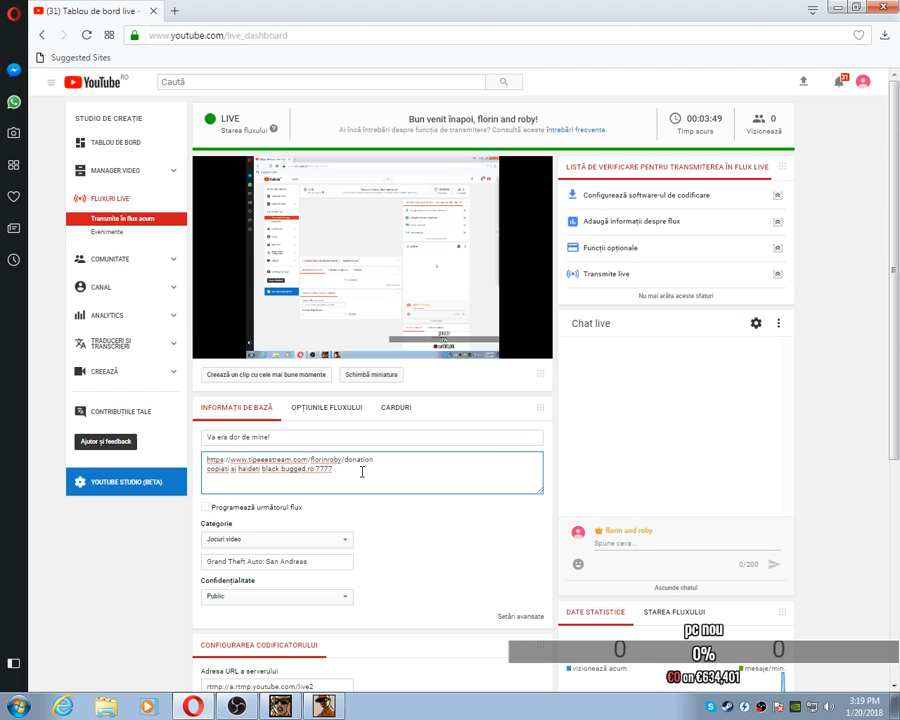 (31) Tablou de bord live -
www.youtube.com/live_dashboard
Suggested Sites
YouTube RO
Caută
31
STUDIO DE CREAȚIE
TABLOU DE BORD
MANAGER VIDEO
FLUXURI LIVE
Transmite în flux acum
Evenimente
COMUNITATE
CANAL
ANALYTICS
TRADUCERI ȘI
TRANSCRIERI
CREEAZĂ
CONTRIBUȚIILE TALE
Ajutor și feedback
YOUTUBE STUDIO (BETA)
LIVE
Starea fluxului
Bun venit înapoi, florin and roby!
Ai încă întrebări despre funcția de transmitere? Consultă aceste întrebări frecvente.
00:03:49
Timp scurs
0
Vizionează
Creează un clip cu cele mai bune momente
Schimbă miniatura
INFORMAȚII DE BAZĂ
OPȚIUNILE FLUXULUI
CARDURI
Va era dor de mine!
https://www.tipeeestream.com/florinroby/donation
copiati si haideti black.bugged.ro:7777
Programează următorul flux
Categorie
Jocuri video
Grand Theft Auto: San Andreas
Confidențialitate
Public
Setări avansate
CONFIGURAREA CODIFICATORULUI
Adresa URL a serverului
rtmp://a.rtmp.youtube.com/live2
LISTĂ DE VERIFICARE PENTRU TRANSMITEREA ÎN FLUX LIVE
Configurează software-ul de codificare
Adaugă informații despre flux
Funcții opționale
Transmite live
Nu mai arăta aceste sfaturi
Chat live
florin and roby
Spune ceva...
0/200
Ascunde chatul
DATE STATISTICE
STAREA FLUXULUI
0
0
vizionează acum
mesaje/min.
pc nou
0%
€0 on €634,401
3:19 PM
1/20/2018